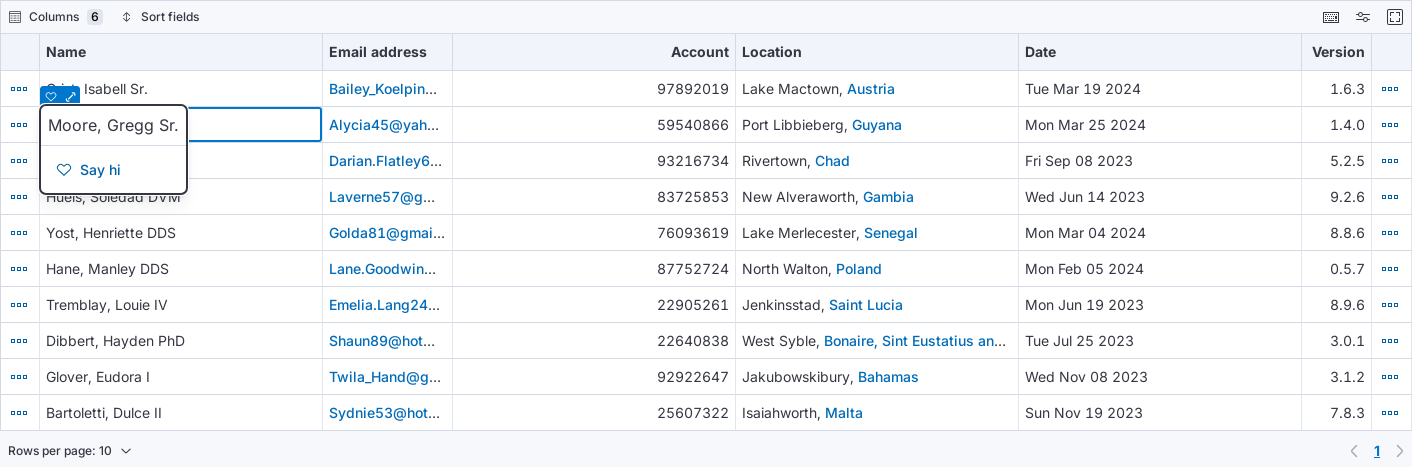 Columns 6 Sort fields
Name Email address Account Location Date Version
Isabell Sr. Bailey_Koelpin... 97892019 Lake Mactown, Austria Tue Mar 19 2024 1.6.3
Moore, Gregg Sr. Alycia45@yah... 59540866 Port Libbieberg, Guyana Mon Mar 25 2024 1.4.0
Darian.Flatley6... 93216734 Rivertown, Chad Fri Sep 08 2023 5.2.5
Say hi
Huels, Soledad DVM Laverne57@g... 83725853 New Alveraworth, Gambia Wed Jun 14 2023 9.2.6
Yost, Henriette DDS Golda81@gmai... 76093619 Lake Merlecester, Senegal Mon Mar 04 2024 8.8.6
Hane, Manley DDS Lane.Goodwin... 87752724 North Walton, Poland Mon Feb 05 2024 0.5.7
Tremblay, Louie IV Emelia.Lang24... 22905261 Jenkinsstad, Saint Lucia Mon Jun 19 2023 8.9.6
Dibbert, Hayden PhD Shaun89@hot... 22640838 West Syble, Bonaire, Sint Eustatius an... Tue Jul 25 2023 3.0.1
Glover, Eudora I Twila_Hand@g... 92922647 Jakubowskibury, Bahamas Wed Nov 08 2023 3.1.2
Bartoletti, Dulce II Sydnie53@hot... 25607322 Isaiahworth, Malta Sun Nov 19 2023 7.8.3
Rows per page: 10 1